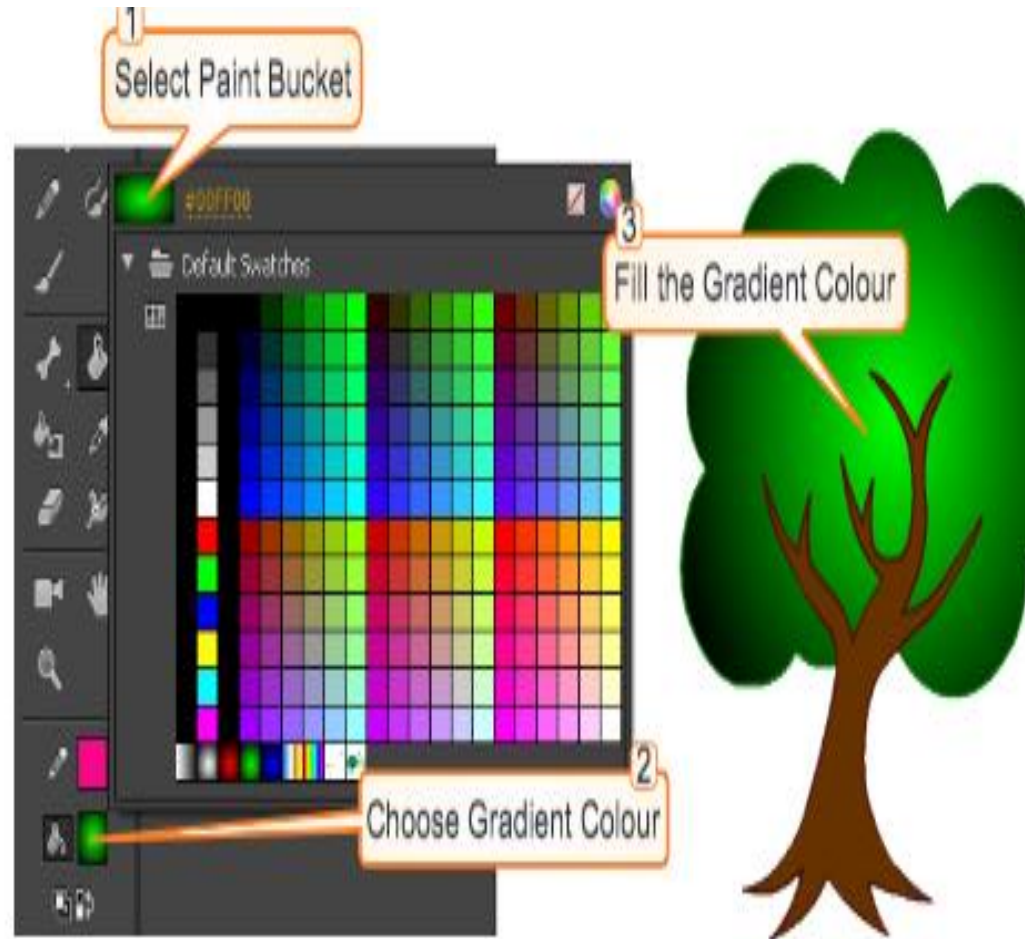 1
Select Paint Bucket
#00FF00
Default Swatches
3
Fill the Gradient Colour
2
Choose Gradient Colour